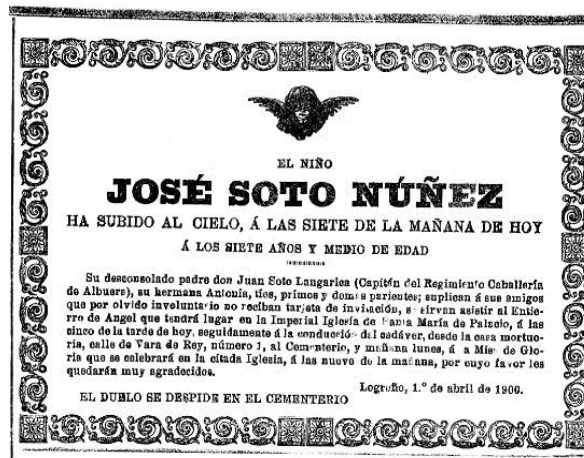 EL NIÑO
JOSÉ SOTO NÚÑEZ
HA SUBIDO AL CIELO, Á LAS SIETE DE LA MAÑANA DE HOY
Á LOS SIETE AÑOS Y MEDIO DE EDAD
Su desconsolado padre don Juan Soto Langarica (Capitán del Regimiento Caballería
de Albuera), su hermana Antonia, tíos, primos y demás parientes; suplican á sus amigos
que por olvido involuntario no reciban tarjeta de invitación, se sirvan asistir al Entie-
rro de Angel que tendrá lugar en la Imperial Iglesia de Santa María de Palacio, á las
cinco de la tarde de hoy, seguidamente á la conducción del cadáver, desde la casa mortuo-
ria, calle de Vara de Rey, número 1, al Cementerio, y mañana lunes, á la Misa de Glo-
ria que se celebrará en la citada Iglesia, á las nueve de la mañana, por cuyo favor les
quedarán muy agradecidos.
Logroño, 1.º de abril de
EL DUELO SE DESPIDE EN EL CEMENTERIO